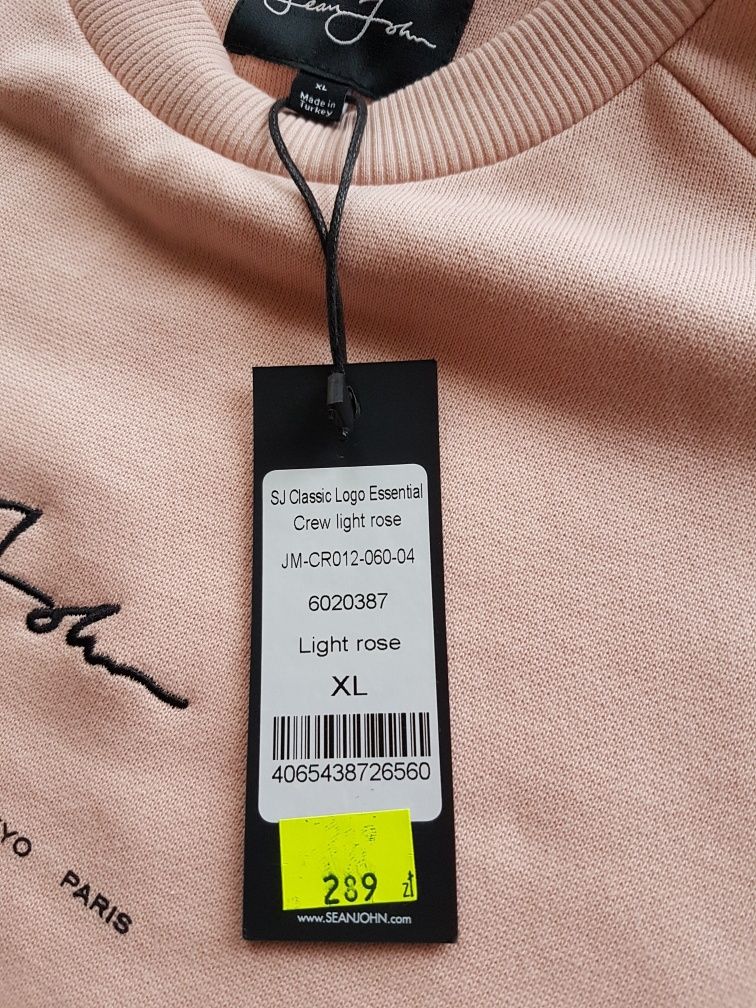 Sean John
XL
Made in
Turkey
SJ Classic Logo Essential
Crew light rose
JM-CR012-060-04
6020387
Light rose
XL
4065438726560
289 zł
www.SEANJOHN.com
John
YO PARIS